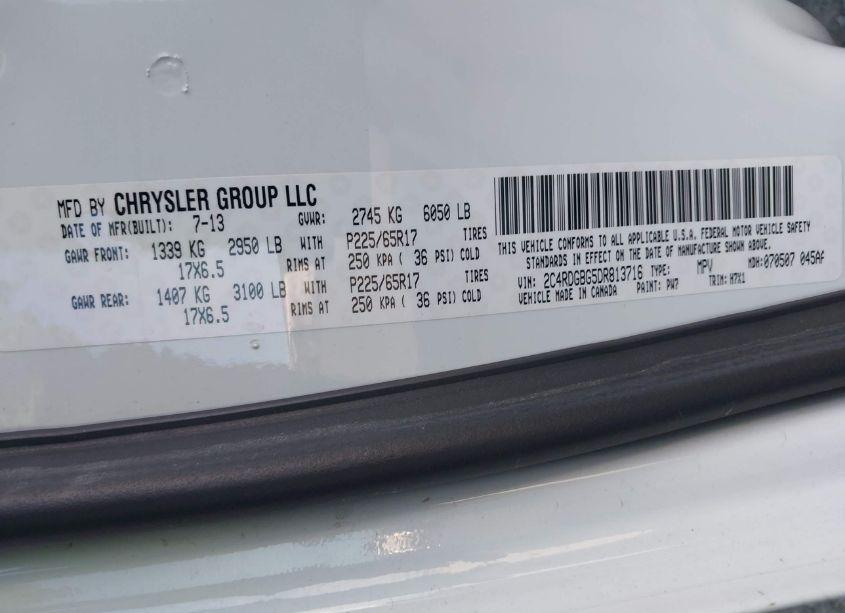 MFD BY CHRYSLER GROUP LLC
DATE OF MFR(BUILT): 7-13 GVWR: 2745 KG 6050 LB
GAWR FRONT: 1339 KG 2950 LB WITH P225/65R17 TIRES
17X6.5 RIMS AT 250 KPA ( 36 PSI) COLD
GAWR REAR: 1407 KG 3100 LB WITH P225/65R17 TIRES
17X6.5 RIMS AT 250 KPA ( 36 PSI) COLD
THIS VEHICLE CONFORMS TO ALL APPLICABLE U.S.A. FEDERAL MOTOR VEHICLE SAFETY
STANDARDS IN EFFECT ON THE DATE OF MANUFACTURE SHOWN ABOVE.
MDH: 070507 045AF
VIN: 2C4RDGBG5DR813716 TYPE: MPV
VEHICLE MADE IN CANADA PAINT: PW7 TRIM: H7X1